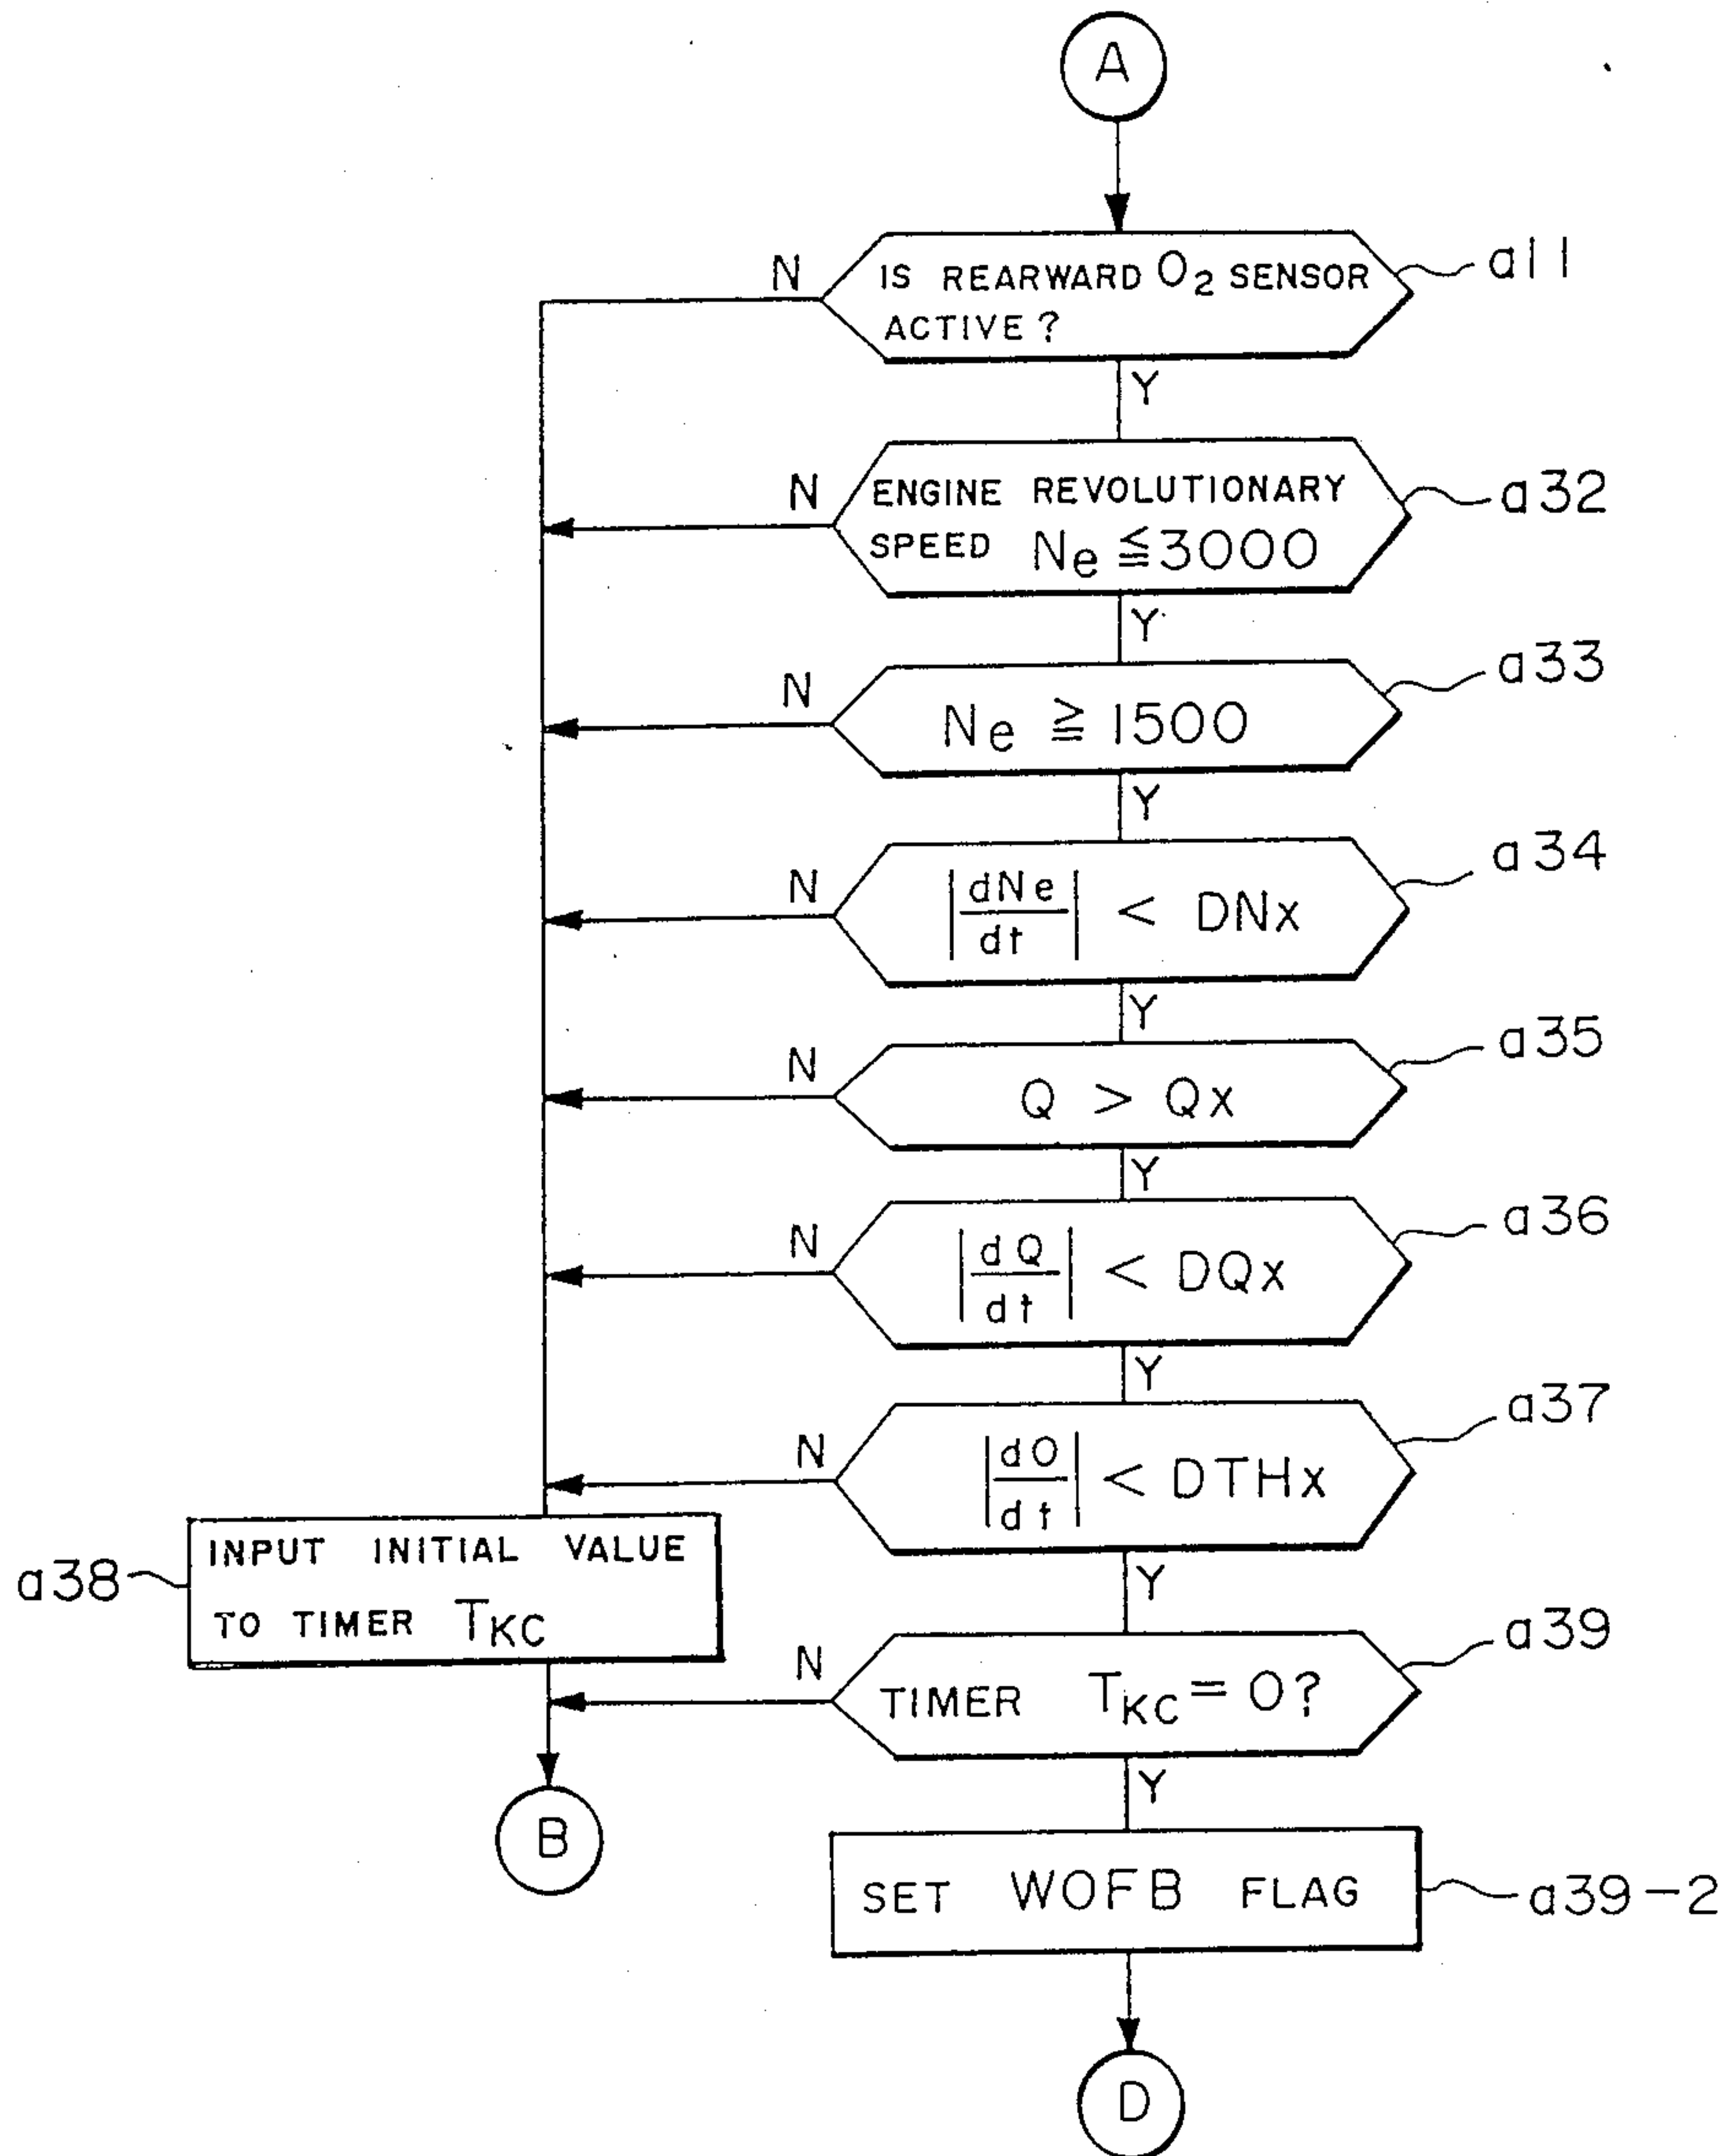 A
N
IS REARWARD O₂ SENSOR
ACTIVE?
a11
Y
N
ENGINE REVOLUTIONARY
SPEED Ne ≦ 3000
a32
Y
N
Ne ≧ 1500
a33
Y
N
|dNe/dt| < DNx
a34
Y
N
Q > Qx
a35
Y
N
|dQ/dt| < DQx
a36
Y
N
|dO/dt| < DTHx
a37
Y
a38
INPUT INITIAL VALUE
TO TIMER TKC
N
TIMER TKC = 0?
a39
Y
B
SET WOFB FLAG
a39-2
D